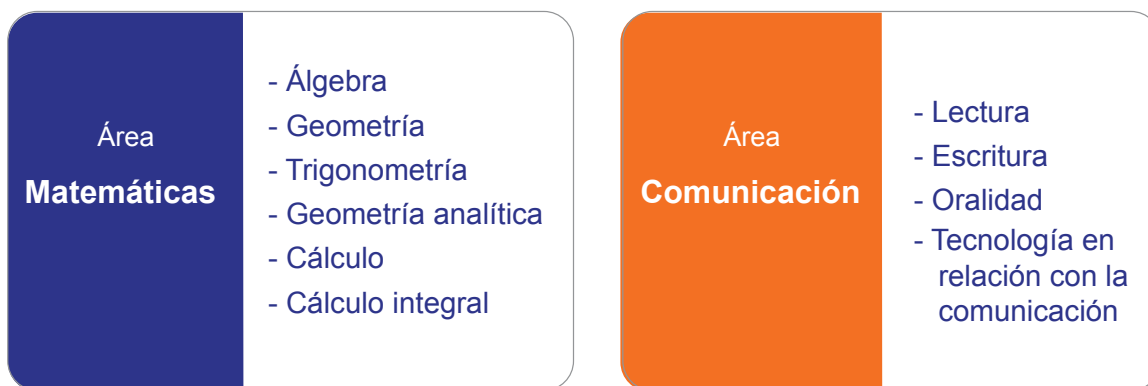 Área
Matemáticas
- Álgebra
- Geometría
- Trigonometría
- Geometría analítica
- Cálculo
- Cálculo integral
Área
Comunicación
- Lectura
- Escritura
- Oralidad
- Tecnología en
relación con la
comunicación